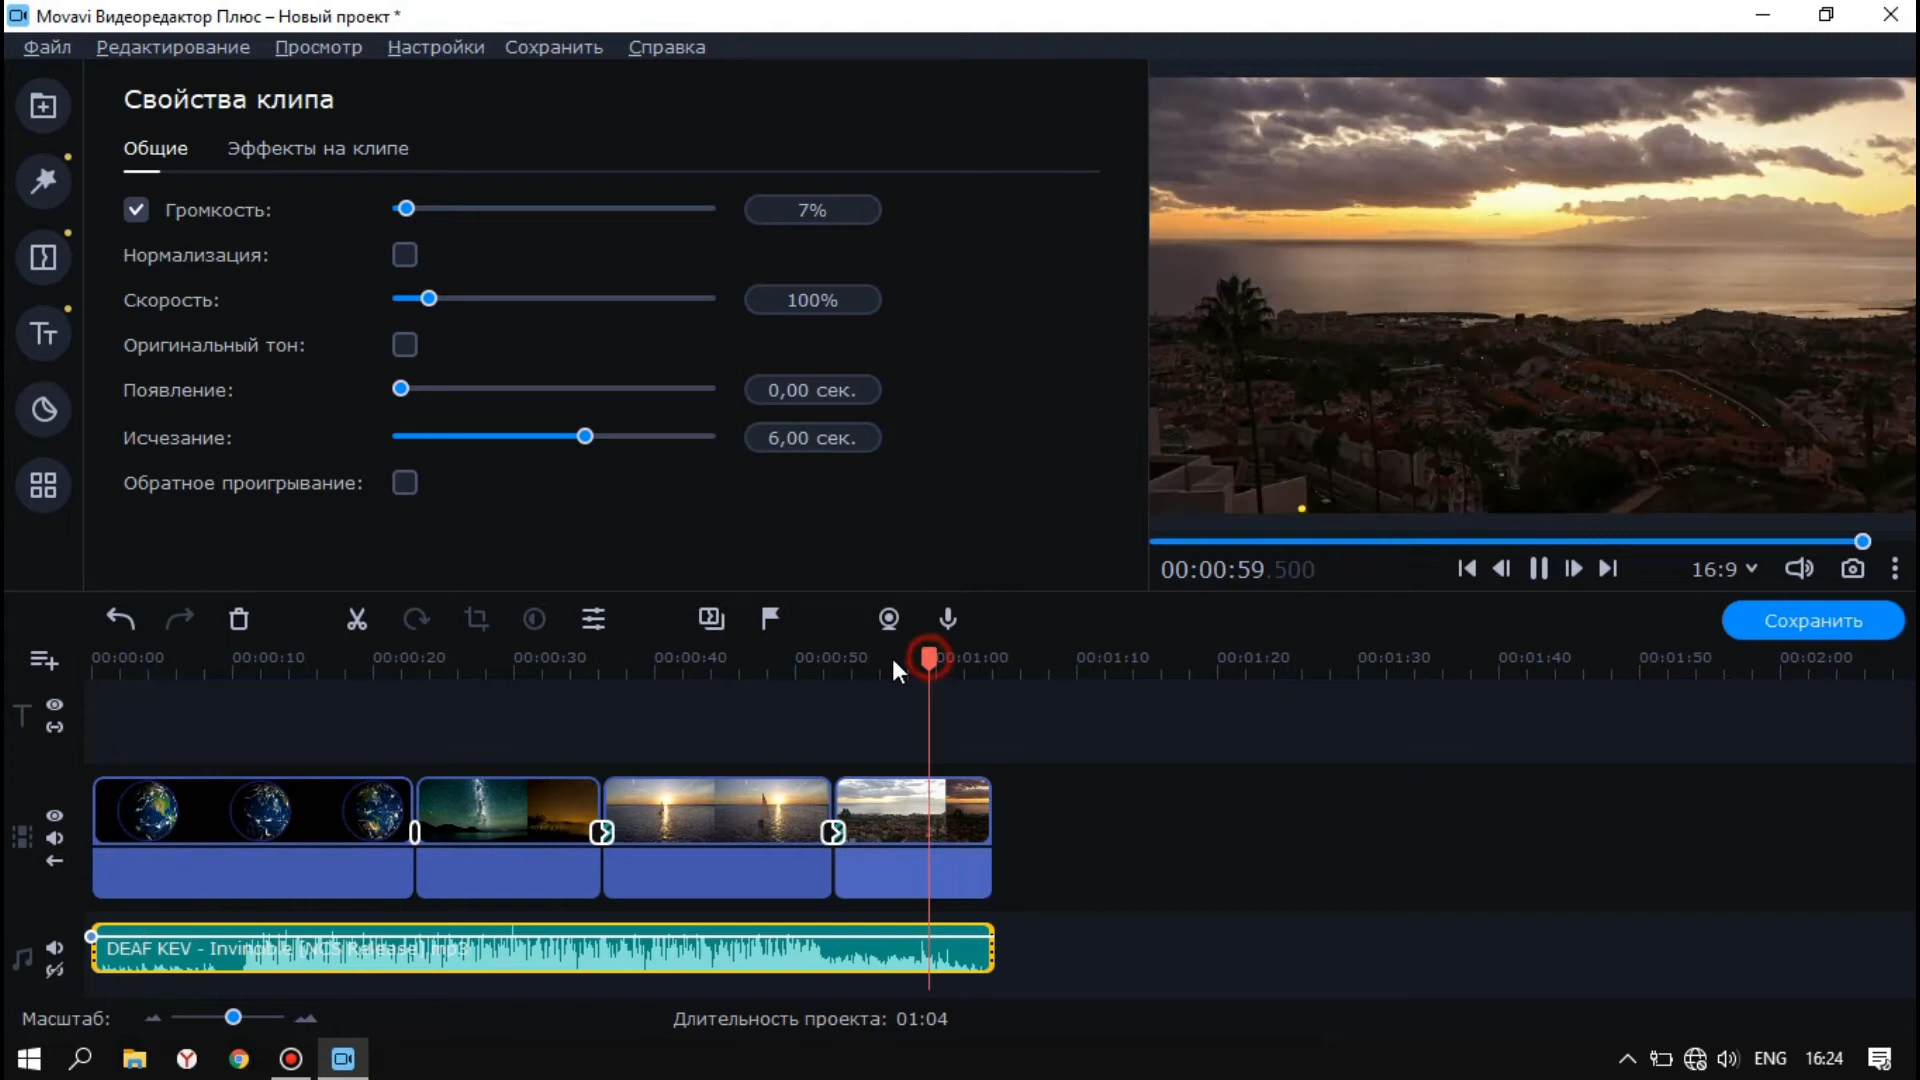 Movavi Видеоредактор Плюс – Новый проект *
Файл Редактирование Просмотр Настройки Сохранить Справка
Свойства клипа
Общие Эффекты на клипе
Громкость: 7%
Нормализация:
Скорость: 100%
Оригинальный тон:
Появление: 0,00 сек.
Исчезание: 6,00 сек.
Обратное проигрывание:
00:00:59.500 16:9
Сохранить
00:00:00 00:00:10 00:00:20 00:00:30 00:00:40 00:00:50 00:01:00 00:01:10 00:01:20 00:01:30 00:01:40 00:01:50 00:02:00
DEAF KEV - Invincible [NCS Release].mp3
Масштаб: Длительность проекта: 01:04
ENG 16:24